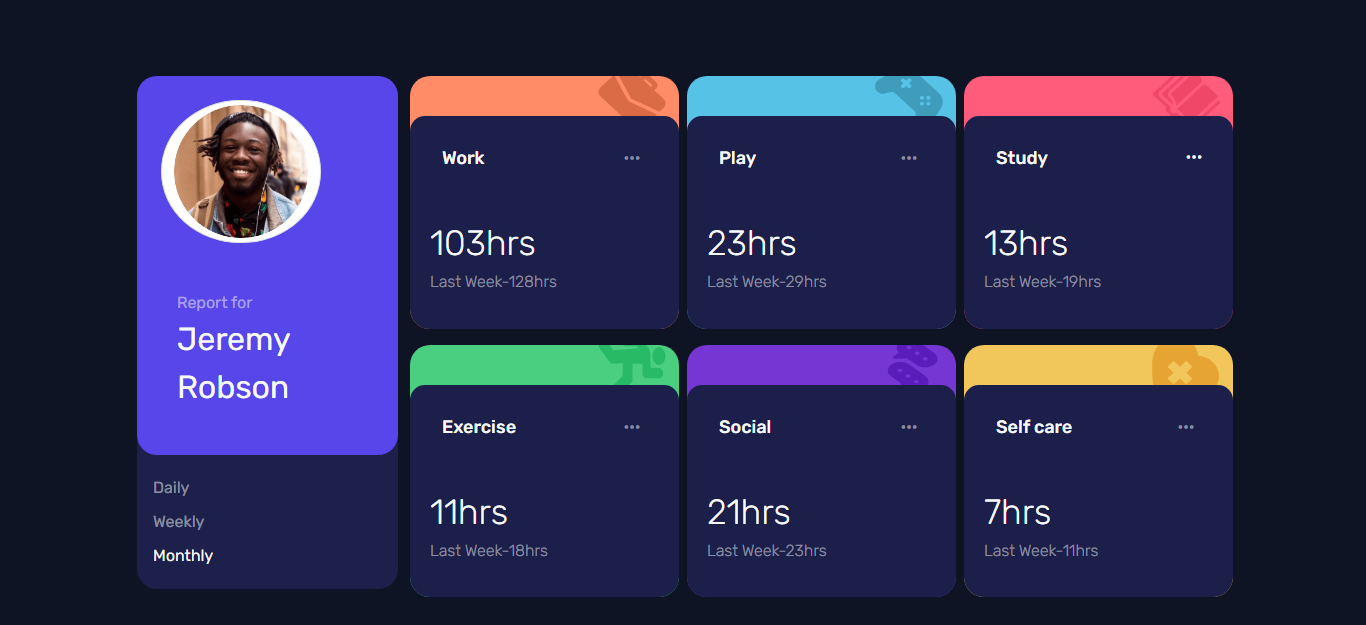 Report for
Jeremy
Robson
Daily
Weekly
Monthly
Work
103hrs
Last Week-128hrs
Play
23hrs
Last Week-29hrs
Study
13hrs
Last Week-19hrs
Exercise
11hrs
Last Week-18hrs
Social
21hrs
Last Week-23hrs
Self care
7hrs
Last Week-11hrs